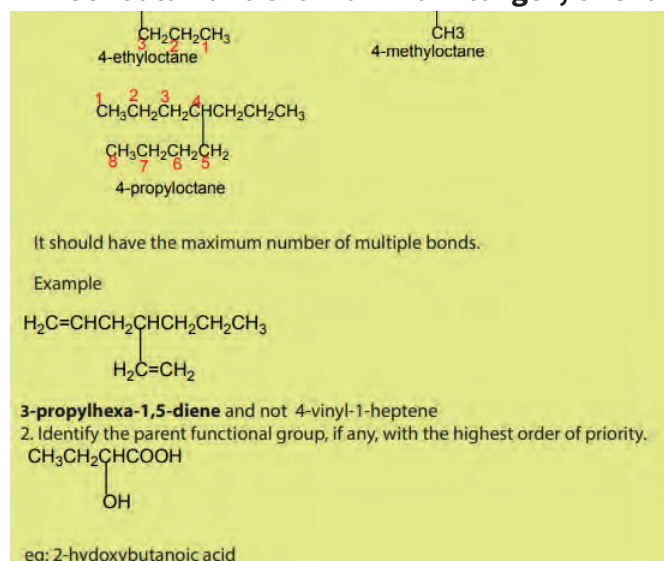 CH₂CH₂CH₃
3 2 1
4-ethyloctane
CH3
4-methyloctane
1 2 3 4
CH₃CH₂CH₂CHCH₂CH₂CH₃
CH₃CH₂CH₂CH₂
8 7 6 5
4-propyloctane
It should have the maximum number of multiple bonds.
Example
H₂C=CHCH₂CHCH₂CH₂CH₃
H₂C=CH₂
3-propylhexa-1,5-diene and not 4-vinyl-1-heptene
2. Identify the parent functional group, if any, with the highest order of priority.
CH₃CH₂CHCOOH
OH
eg: 2-hydoxybutanoic acid